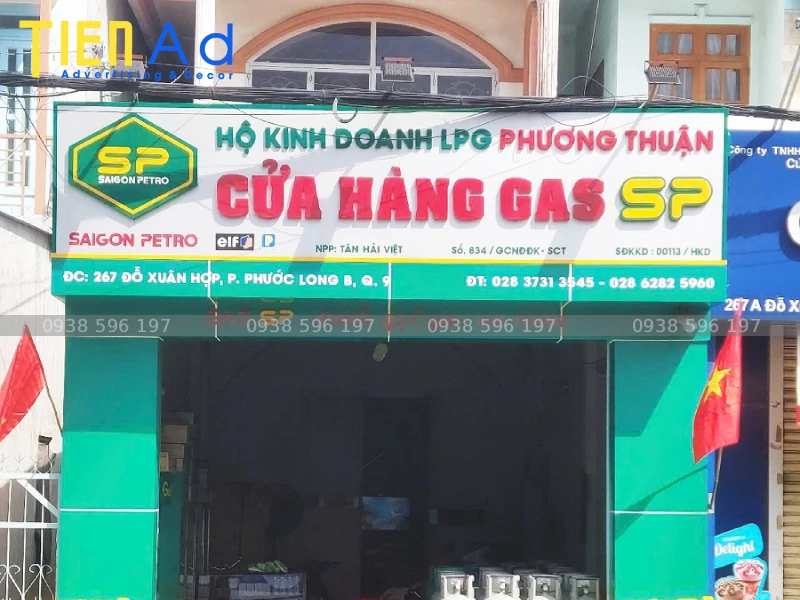 TIEN Ad
Advertising & Decor
HỘ KINH DOANH LPG PHƯƠNG THUẬN
SP
SAIGON PETRO
CỬA HÀNG GAS SP
SAIGON PETRO elf
NPP: TÂN HẢI VIỆT
Số. 834 / GCNĐĐK - SCT
SĐKKD : 00113 / HKD
ĐC: 267 ĐỖ XUÂN HỢP, P. PHƯỚC LONG B, Q. 9
ĐT: 028 3731 3545 - 028 6282 5960
Công ty TNHH
267A Đỗ X
GAS SP
0938 596 197 0938 596 197 0938 596 197 0938 596 197
Delight